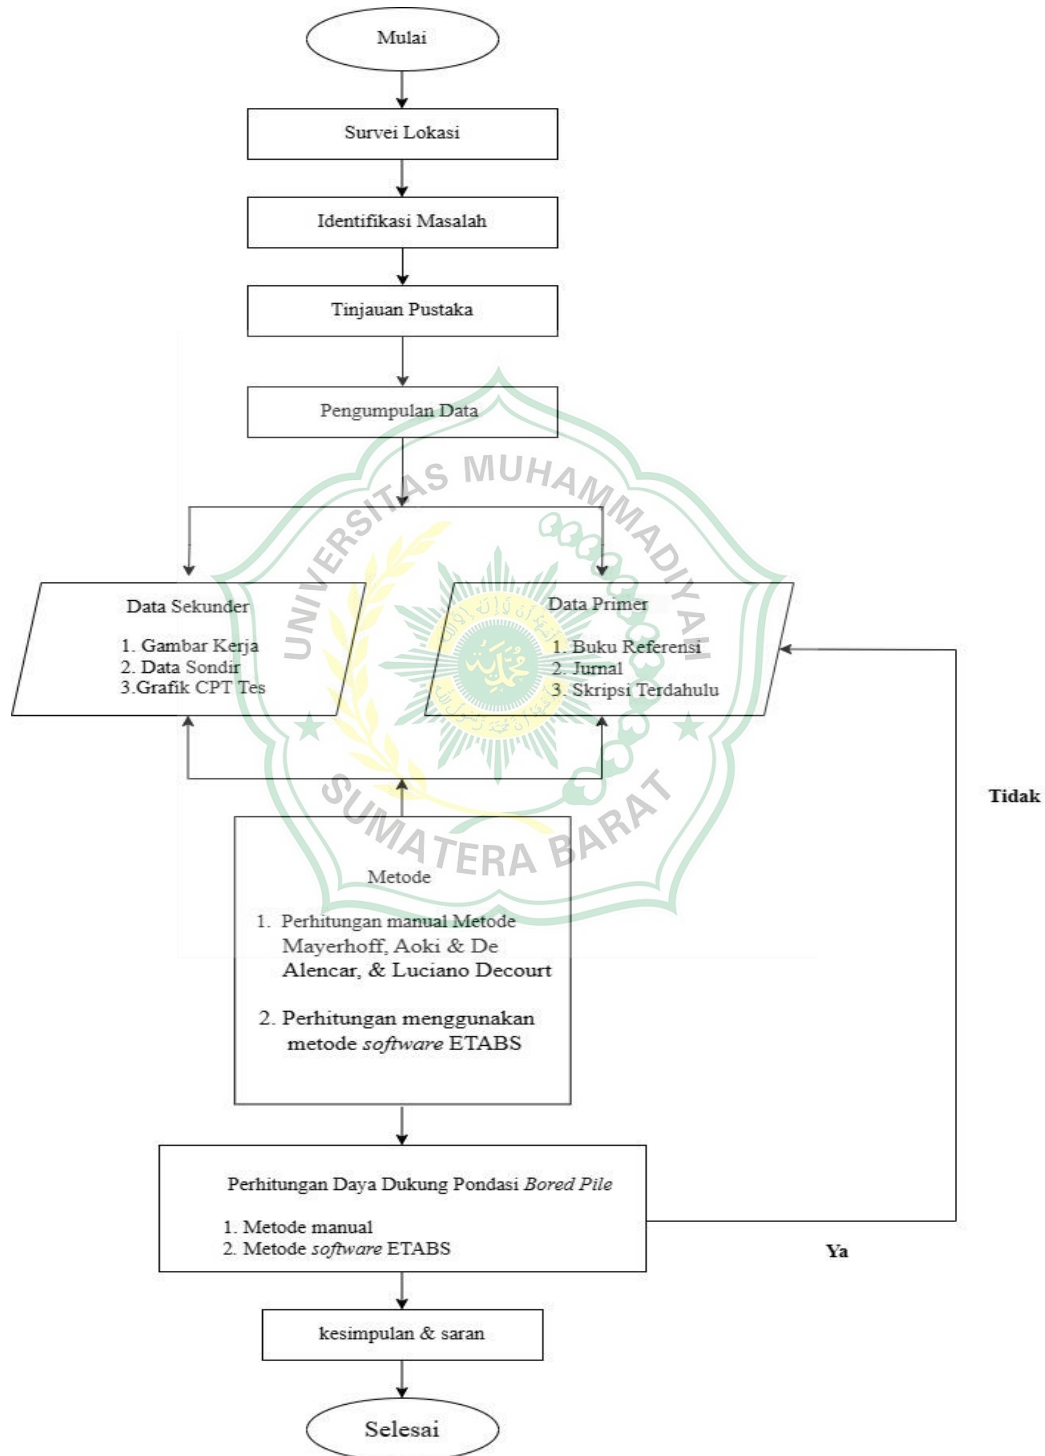 Mulai
Survei Lokasi
Identifikasi Masalah
Tinjauan Pustaka
Pengumpulan Data
UNIVERSITAS MUHAMMADIYAH
Data Sekunder
1. Gambar Kerja
2. Data Sondir
3.Grafik CPT Tes
Data Primer
1. Buku Referensi
2. Jurnal
3. Skripsi Terdahulu
SUMATERA BARAT
Tidak
Metode
1. Perhitungan manual Metode
Mayerhoff, Aoki & De
Alencar, & Luciano Decourt
2. Perhitungan menggunakan
metode software ETABS
Perhitungan Daya Dukung Pondasi Bored Pile
1. Metode manual
2. Metode software ETABS
Ya
kesimpulan & saran
Selesai